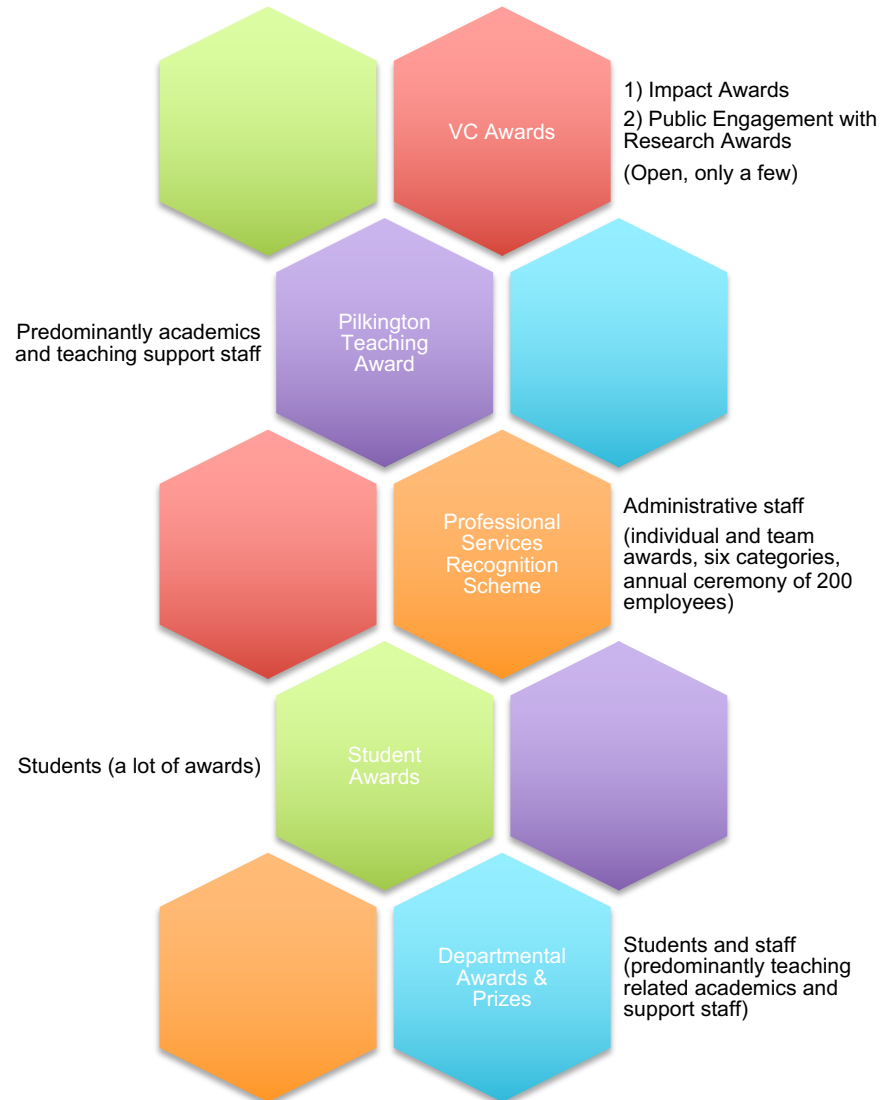 VC Awards
1) Impact Awards
2) Public Engagement with
Research Awards
(Open, only a few)
Predominantly academics
and teaching support staff
Pilkington
Teaching
Award
Professional
Services
Recognition
Scheme
Administrative staff
(individual and team
awards, six categories,
annual ceremony of 200
employees)
Students (a lot of awards)
Student
Awards
Departmental
Awards &
Prizes
Students and staff
(predominantly teaching
related academics and
support staff)